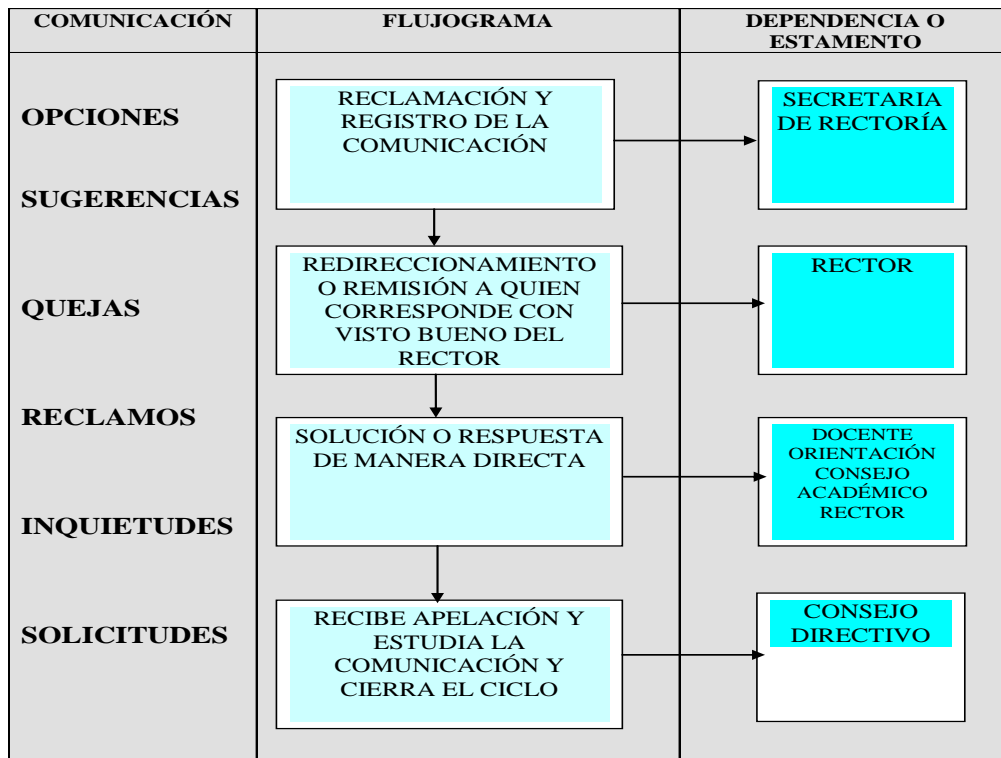 COMUNICACIÓN
FLUJOGRAMA
DEPENDENCIA O
ESTAMENTO
OPCIONES
SUGERENCIAS
QUEJAS
RECLAMOS
INQUIETUDES
SOLICITUDES
RECLAMACIÓN Y
REGISTRO DE LA
COMUNICACIÓN
SECRETARIA
DE RECTORÍA
REDIRECCIONAMIENTO
O REMISIÓN A QUIEN
CORRESPONDE CON
VISTO BUENO DEL
RECTOR
RECTOR
SOLUCIÓN O RESPUESTA
DE MANERA DIRECTA
DOCENTE
ORIENTACIÓN
CONSEJO
ACADÉMICO
RECTOR
RECIBE APELACIÓN Y
ESTUDIA LA
COMUNICACIÓN Y
CIERRA EL CICLO
CONSEJO
DIRECTIVO